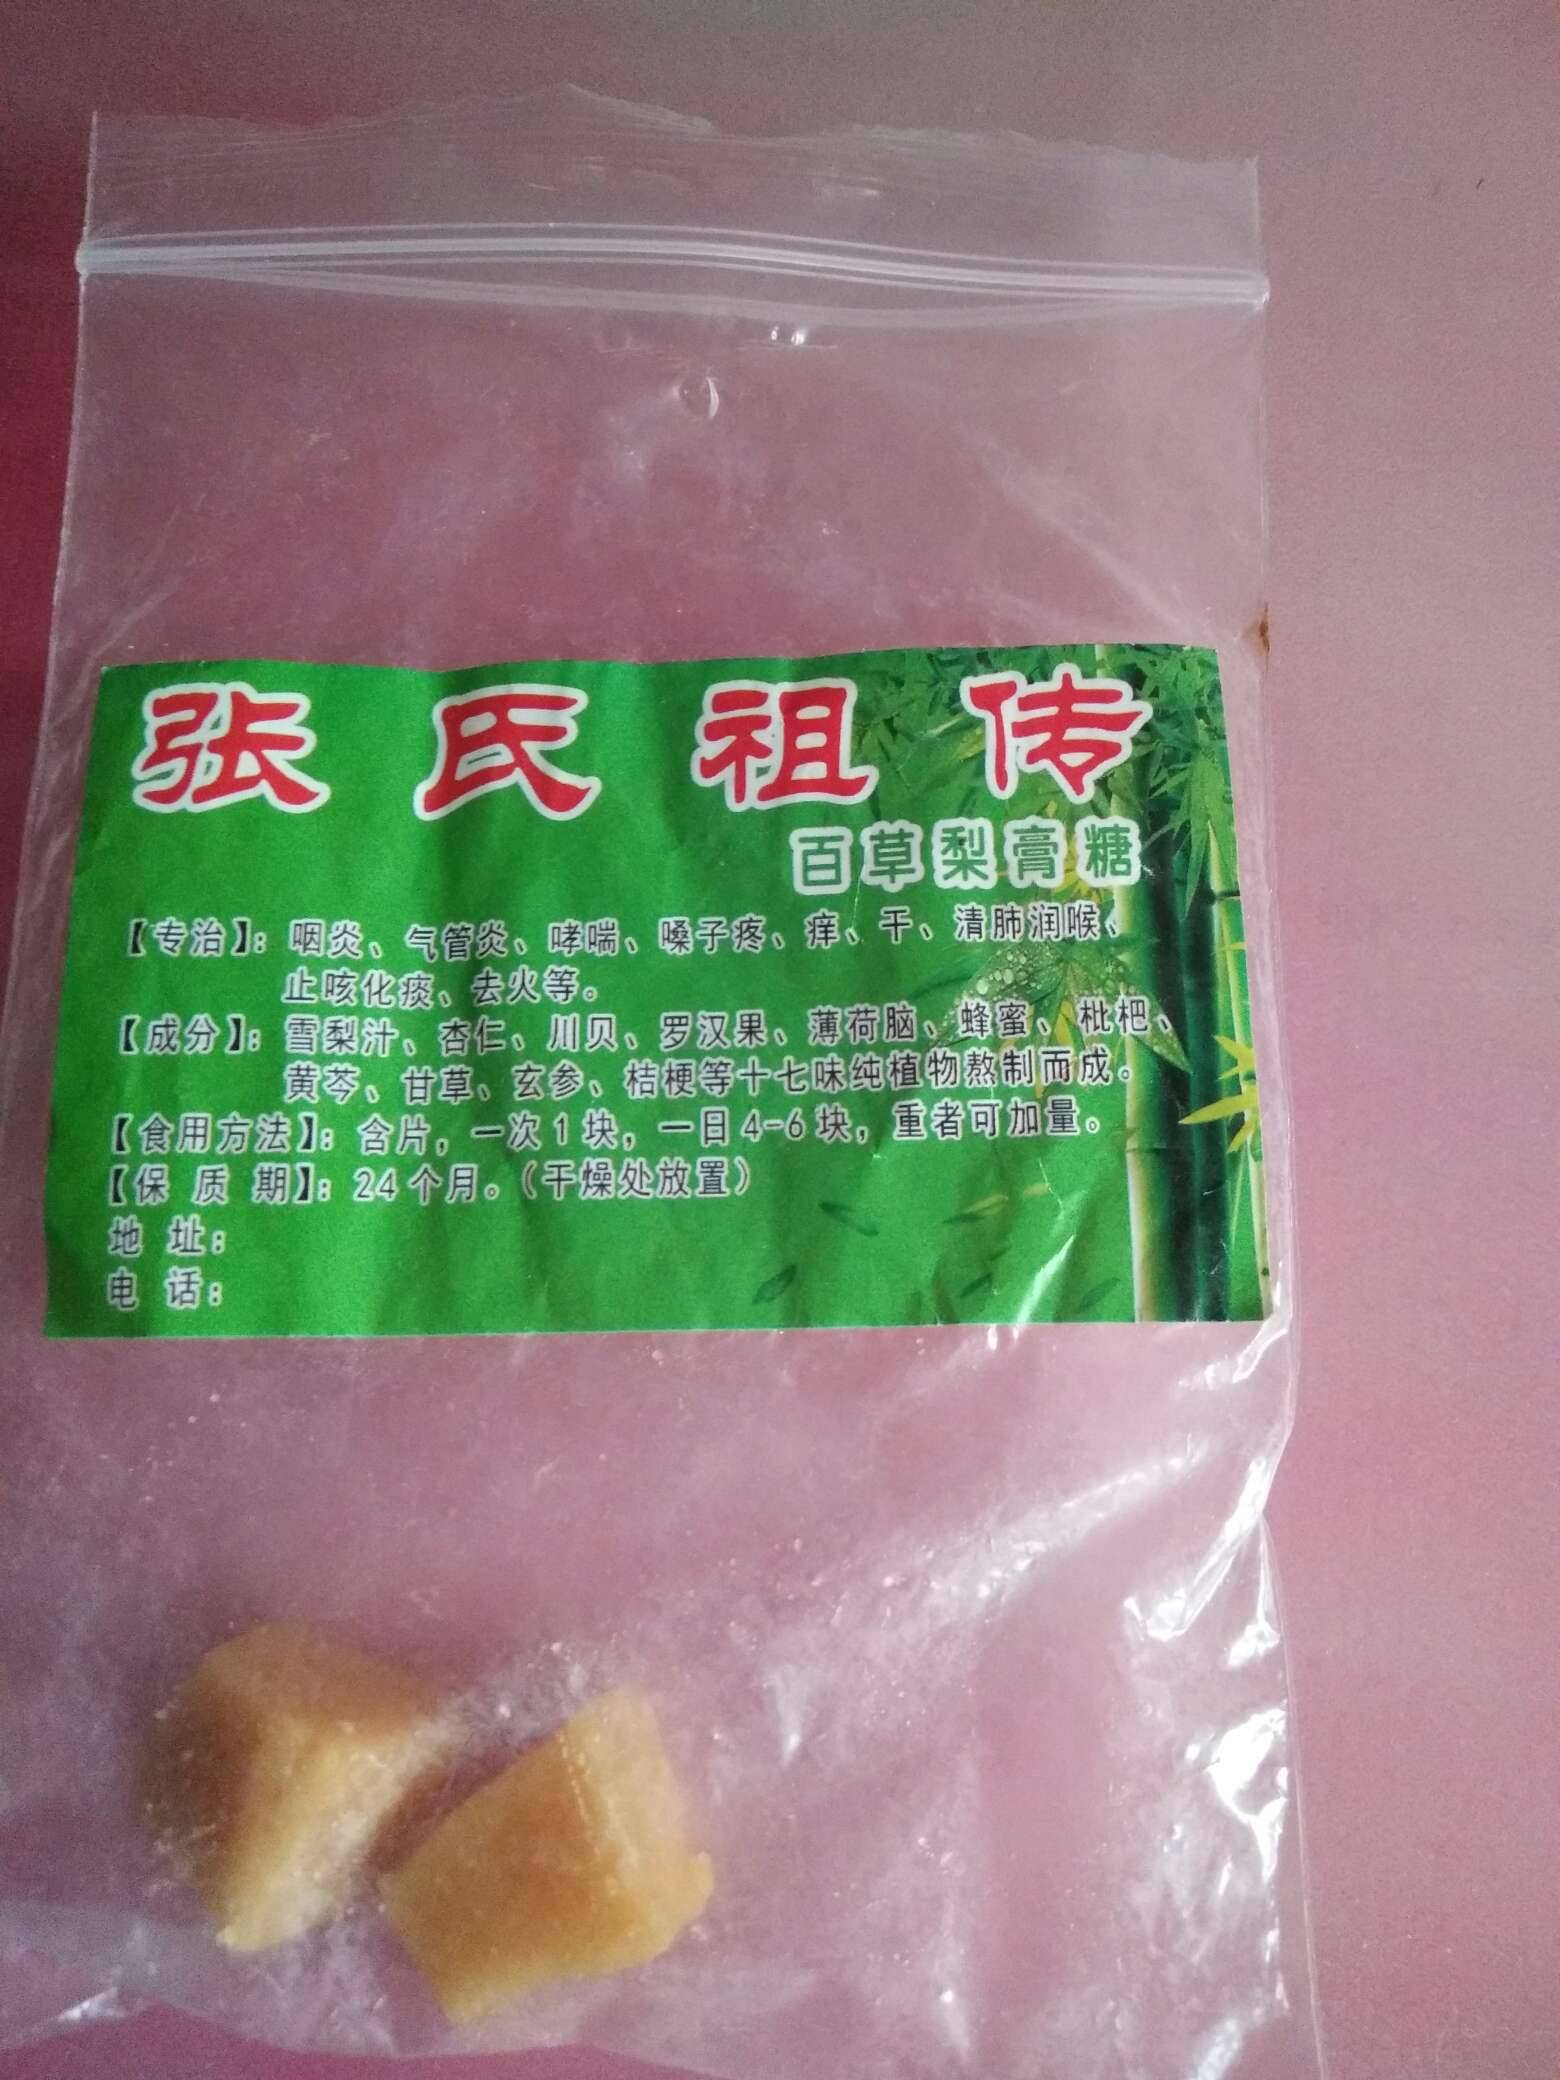 张氏祖传
百草梨膏糖
【专治】：咽炎、气管炎、哮喘、嗓子疼、痒、干、清肺润喉、
止咳化痰、去火等。
【成分】：雪梨汁、杏仁、川贝、罗汉果、薄荷脑、蜂蜜、枇杷、
黄芩、甘草、玄参、桔梗等十七味纯植物熬制而成。
【食用方法】：含片，一次1块，一日4-6块，重者可加量。
【保 质 期】：24个月。（干燥处放置）
地 址：
电 话：